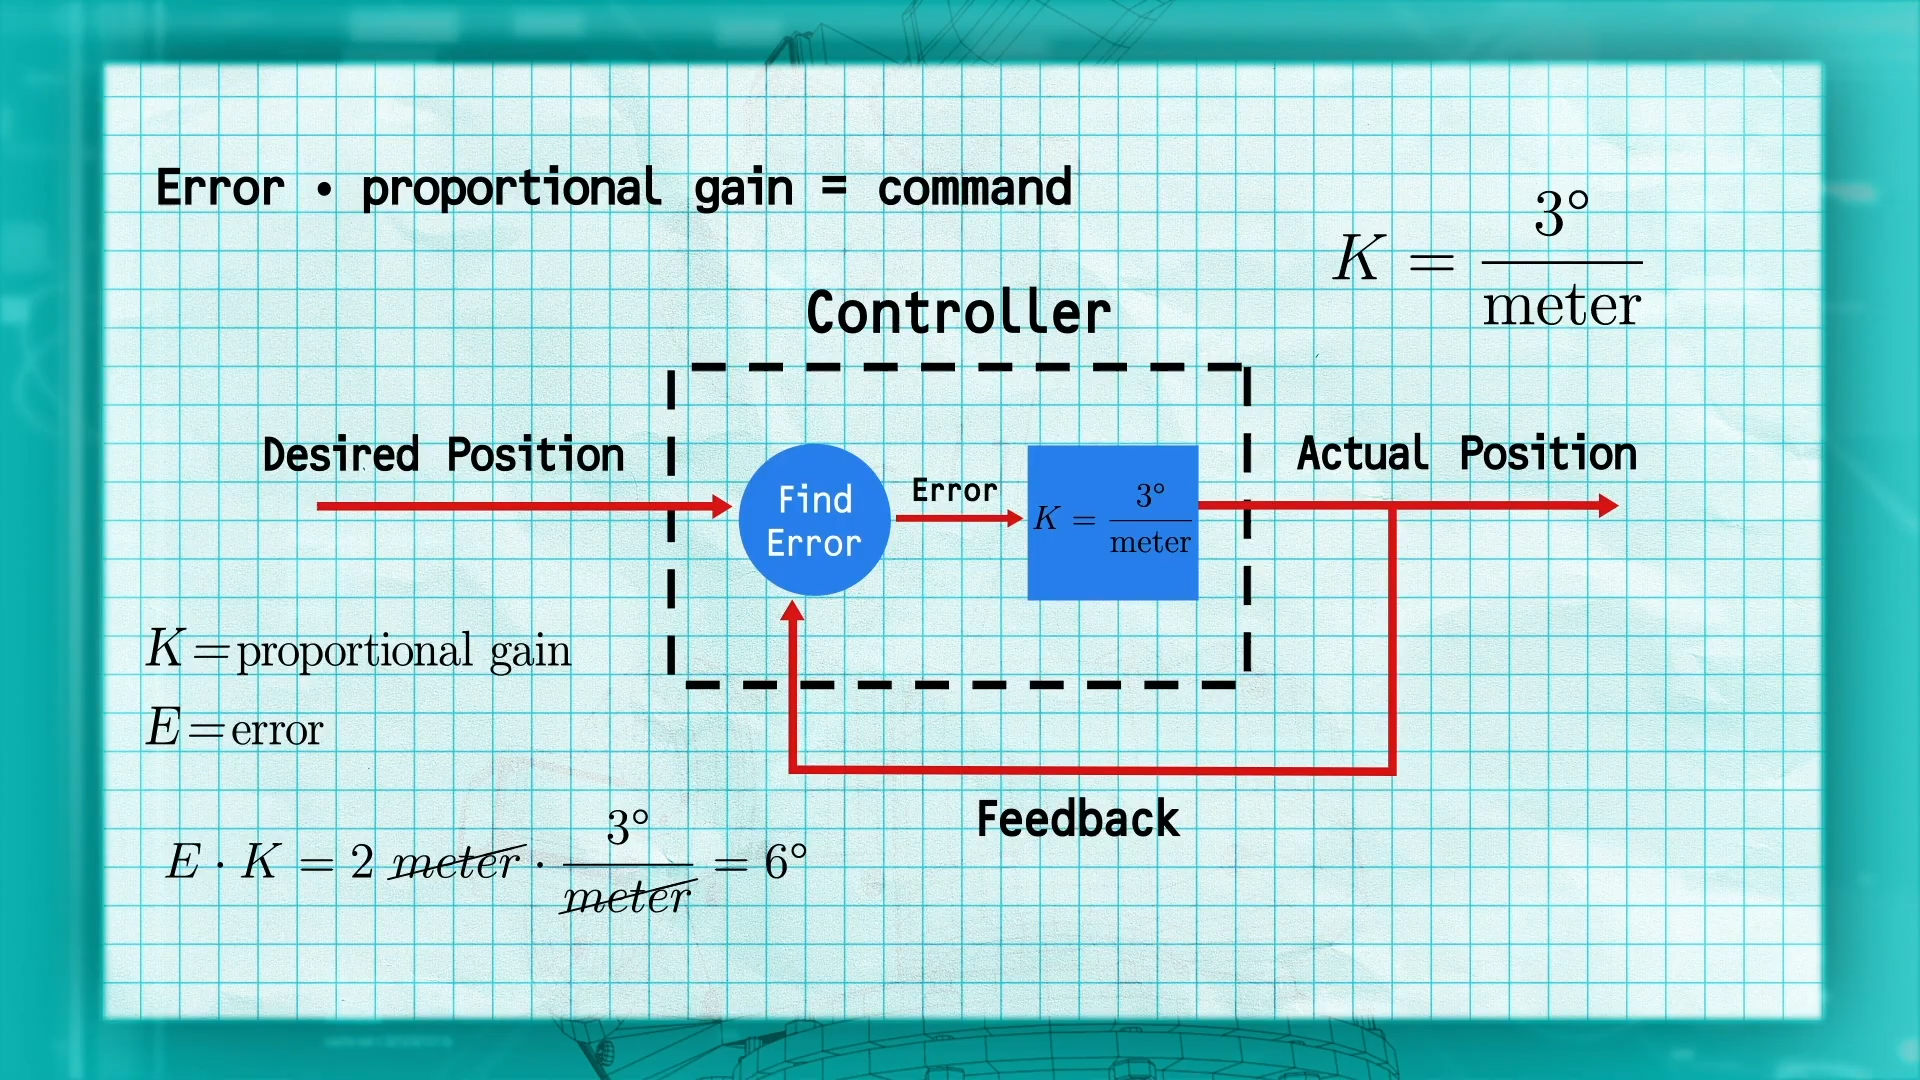 Error • proportional gain = command
K = 3° / meter
Controller
Desired Position
Find
Error
Error
K = 3° / meter
Actual Position
K = proportional gain
E = error
Feedback
E · K = 2 meter · 3° / meter = 6°